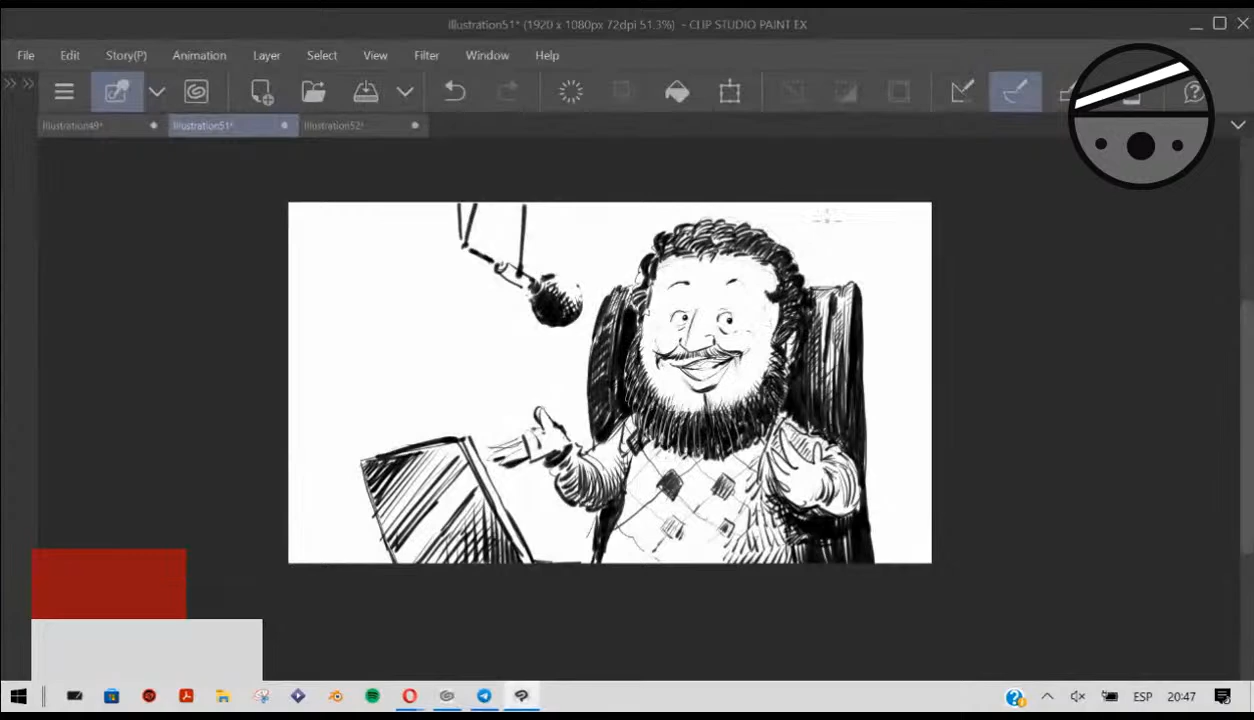 Illustration51* (1920 x 1080px 72dpi 51.3%) - CLIP STUDIO PAINT EX
File Edit Story(P) Animation Layer Select View Filter Window Help
Illustration49* Illustration51* Illustration52*
ESP 20:47